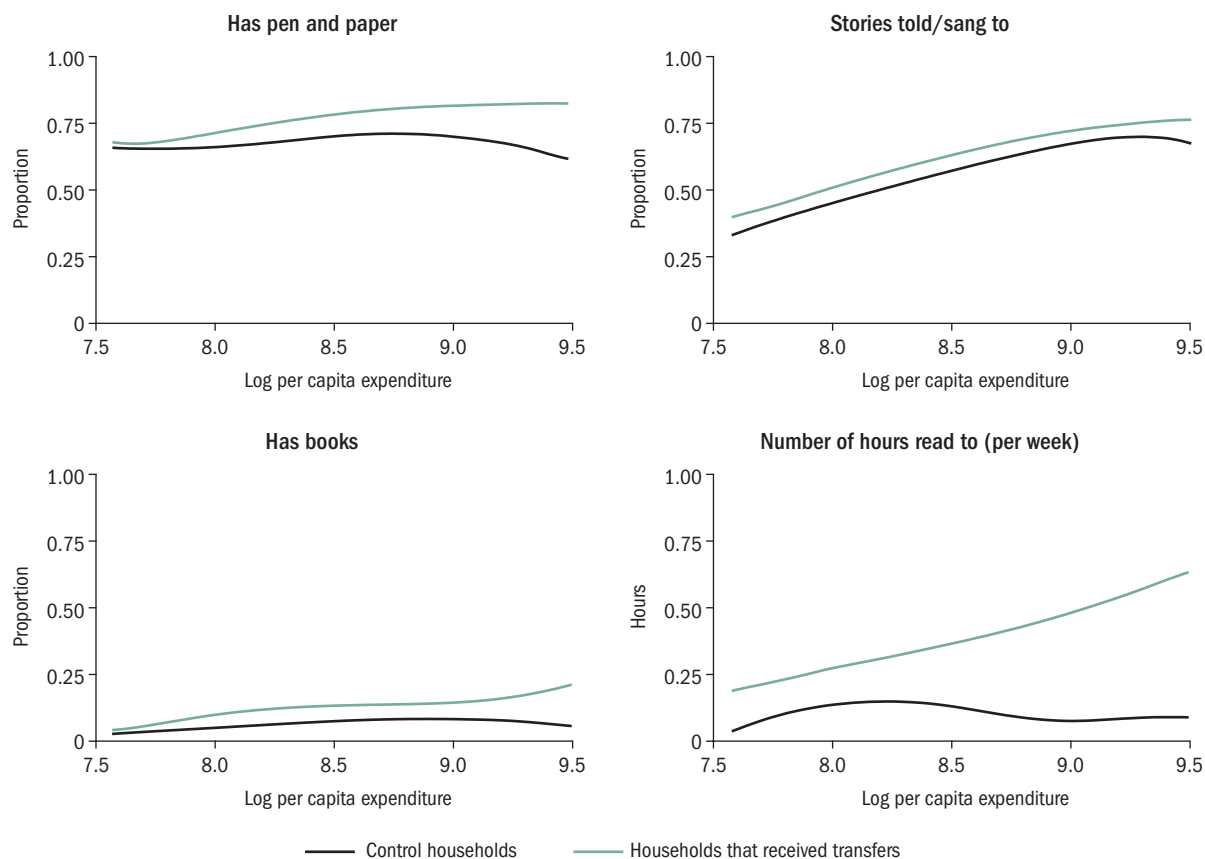 Has pen and paper
1.00
0.75
0.50
0.25
0
Proportion
7.5 8.0 8.5 9.0 9.5
Log per capita expenditure
Stories told/sang to
1.00
0.75
0.50
0.25
0
Proportion
7.5 8.0 8.5 9.0 9.5
Log per capita expenditure
Has books
1.00
0.75
0.50
0.25
0
Proportion
7.5 8.0 8.5 9.0 9.5
Log per capita expenditure
Number of hours read to (per week)
1.00
0.75
0.50
0.25
0
Hours
7.5 8.0 8.5 9.0 9.5
Log per capita expenditure
Control households Households that received transfers